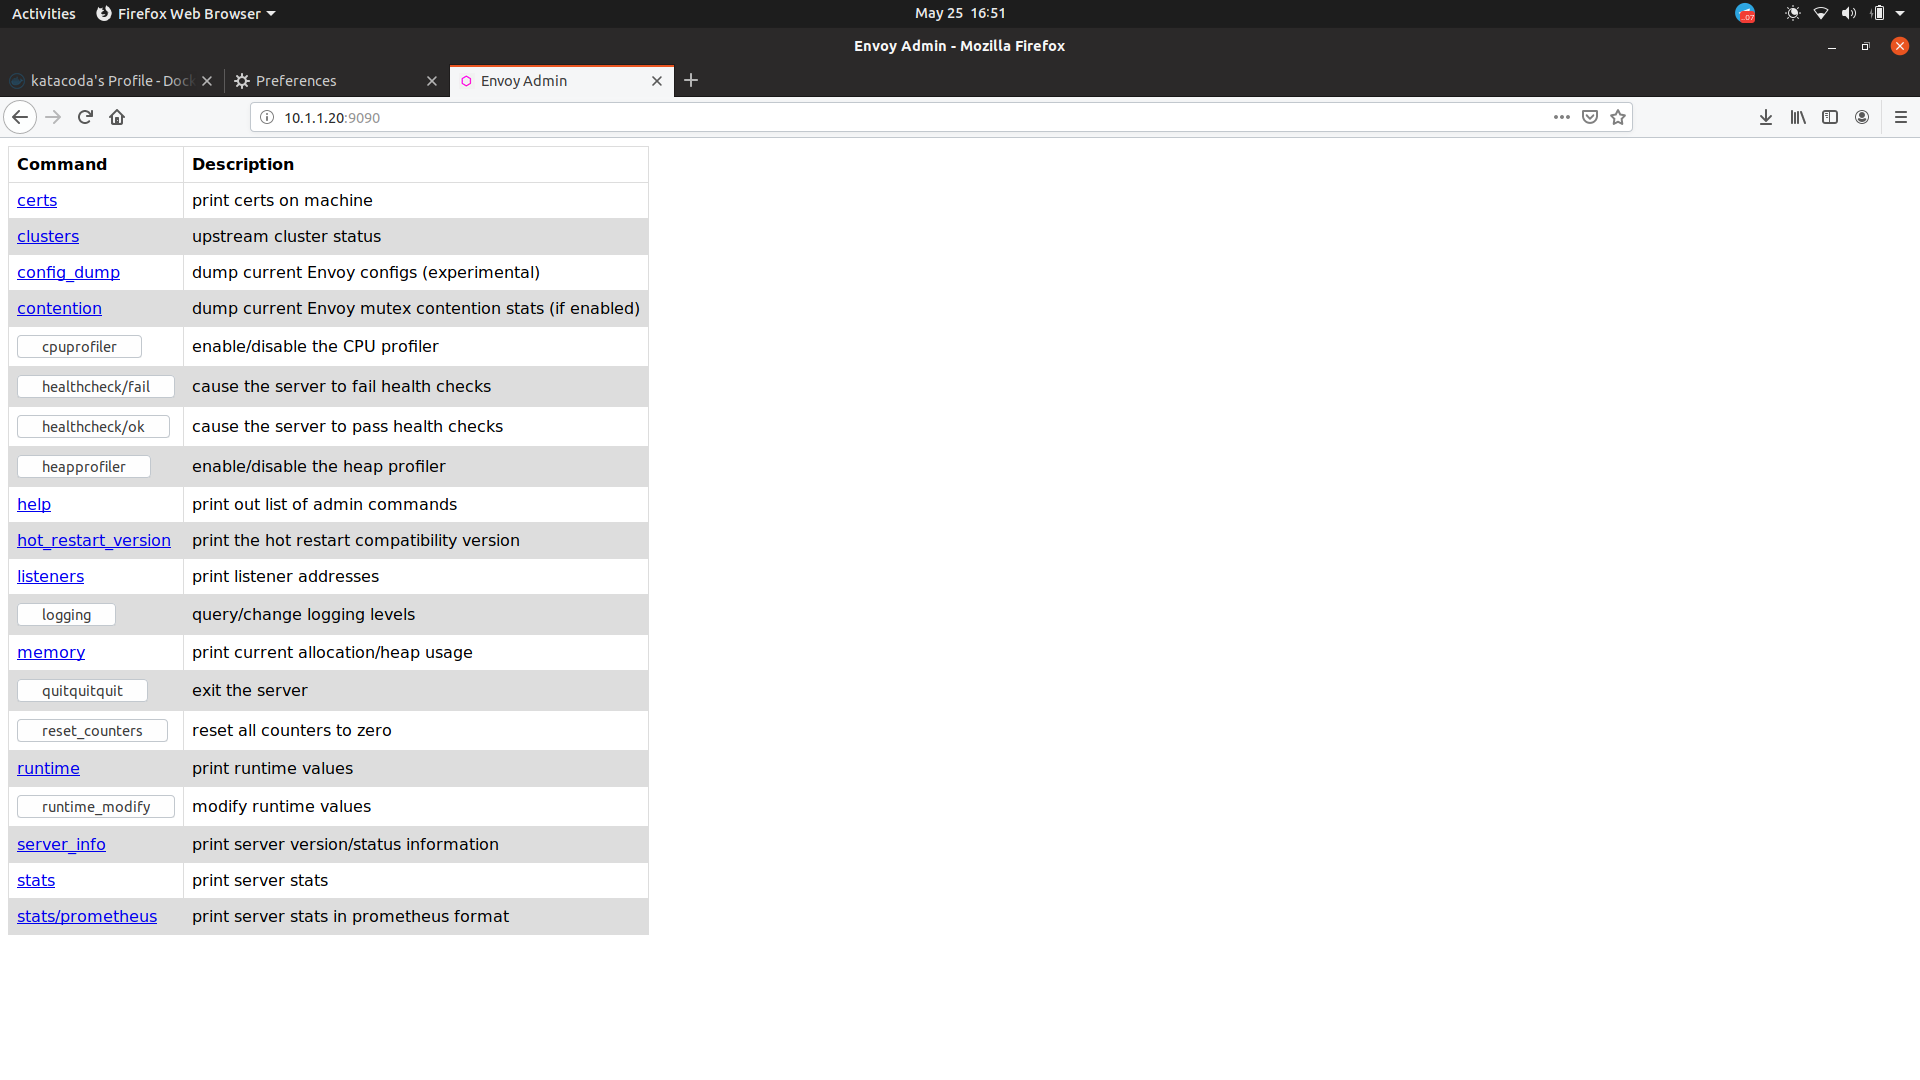 Activities Firefox Web Browser May 25 16:51
Envoy Admin - Mozilla Firefox
katacoda's Profile - Dock Preferences Envoy Admin
10.1.1.20:9090
Command Description
certs print certs on machine
clusters upstream cluster status
config_dump dump current Envoy configs (experimental)
contention dump current Envoy mutex contention stats (if enabled)
cpuprofiler enable/disable the CPU profiler
healthcheck/fail cause the server to fail health checks
healthcheck/ok cause the server to pass health checks
heapprofiler enable/disable the heap profiler
help print out list of admin commands
hot_restart_version print the hot restart compatibility version
listeners print listener addresses
logging query/change logging levels
memory print current allocation/heap usage
quitquitquit exit the server
reset_counters reset all counters to zero
runtime print runtime values
runtime_modify modify runtime values
server_info print server version/status information
stats print server stats
stats/prometheus print server stats in prometheus format